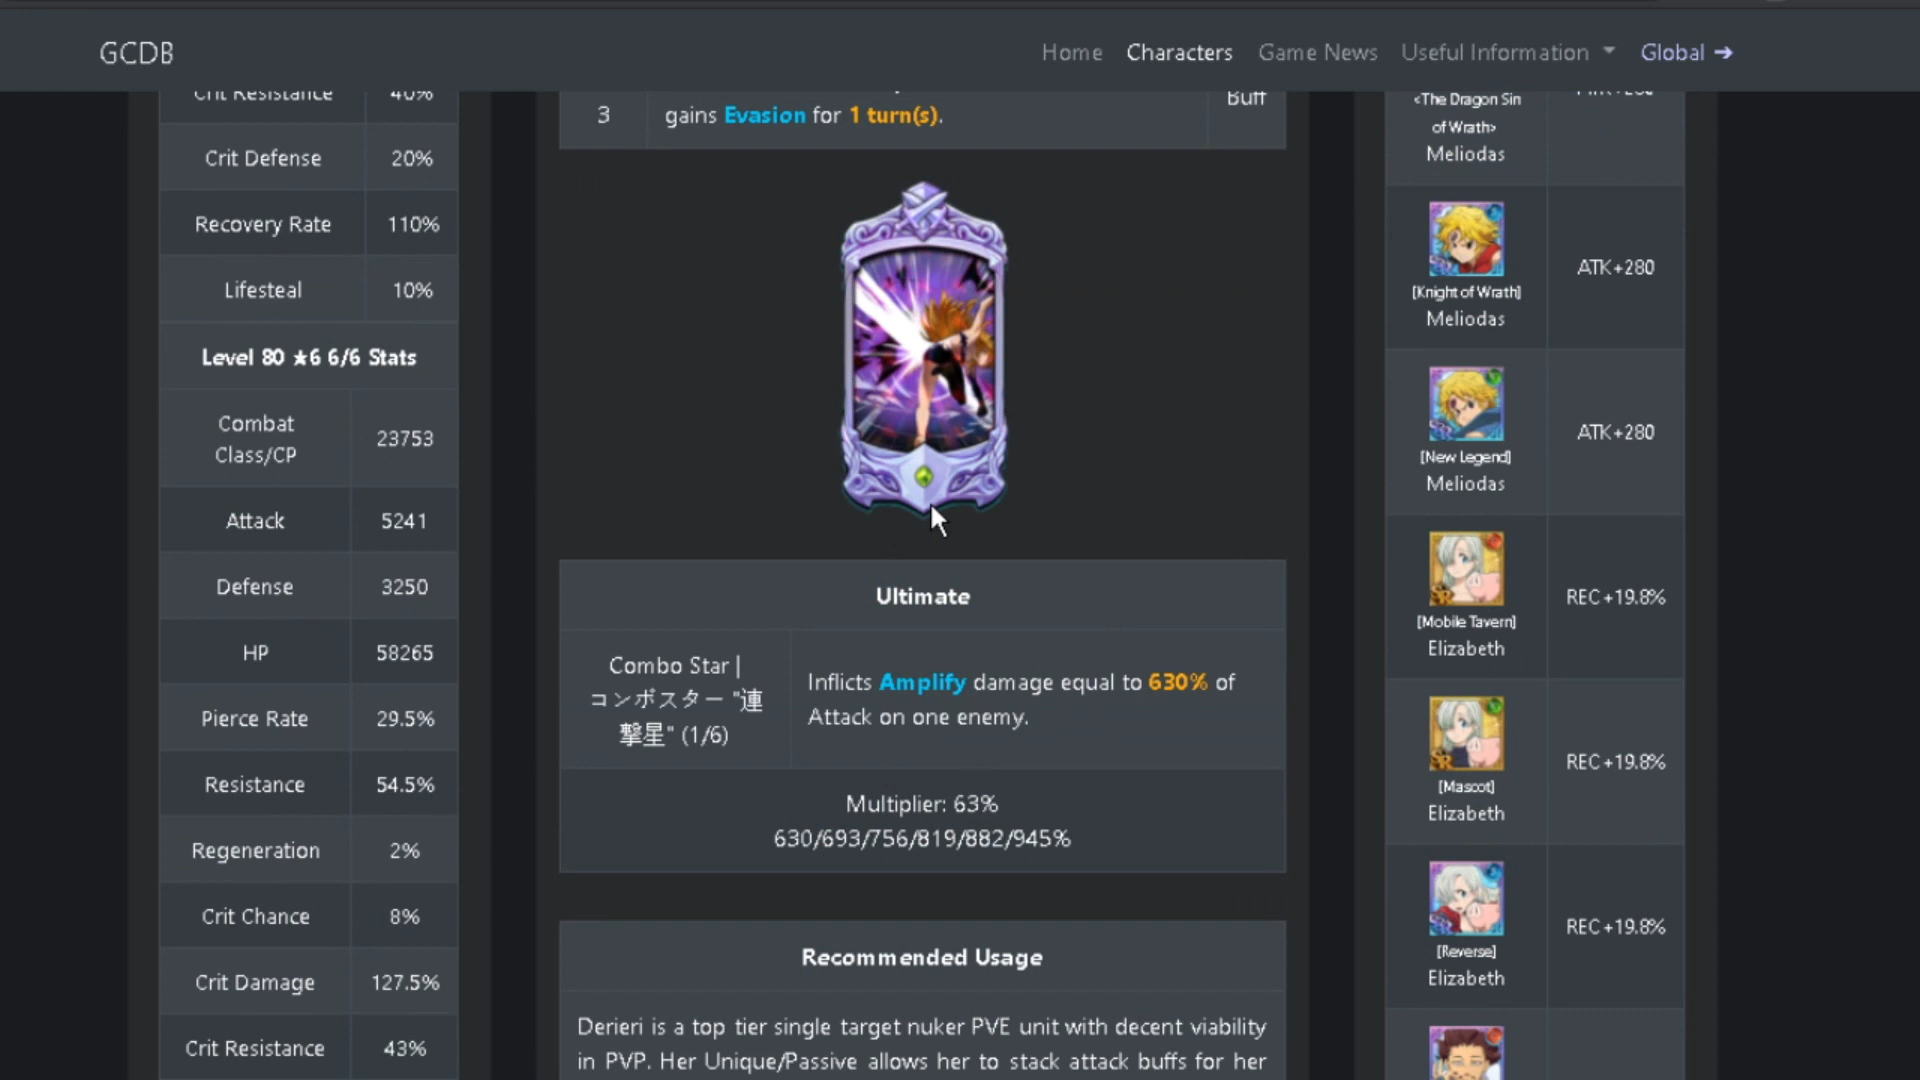 GCDB
Home
Characters
Game News
Useful Information
Global →
Crit Resistance 40%
Crit Defense 20%
Recovery Rate 110%
Lifesteal 10%
Level 80 ★6 6/6 Stats
Combat
Class/CP
23753
Attack 5241
Defense 3250
HP 58265
Pierce Rate 29.5%
Resistance 54.5%
Regeneration 2%
Crit Chance 8%
Crit Damage 127.5%
Crit Resistance 43%
3
gains Evasion for 1 turn(s).
Buff
Ultimate
Combo Star |
コンボスター "連
撃星" (1/6)
Inflicts Amplify damage equal to 630% of
Attack on one enemy.
Multiplier: 63%
630/693/756/819/882/945%
Recommended Usage
Derieri is a top tier single target nuker PVE unit with decent viability
in PVP. Her Unique/Passive allows her to stack attack buffs for her
<The Dragon Sin
of Wrath>
Meliodas
[Knight of Wrath]
Meliodas
ATK+280
[New Legend]
Meliodas
ATK+280
SR
[Mobile Tavern]
Elizabeth
REC+19.8%
SR
[Mascot]
Elizabeth
REC+19.8%
[Reverse]
Elizabeth
REC+19.8%